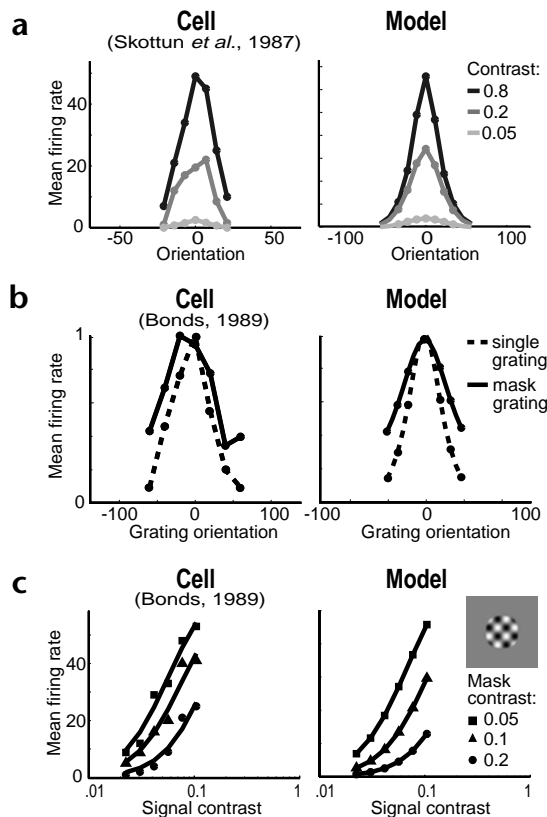 a
Cell
(Skottun et al., 1987)
Model
Mean firing rate
40
20
0
-50 0 50
Orientation
-100 0 100
Orientation
Contrast:
0.8
0.2
0.05
b
Cell
(Bonds, 1989)
Model
Mean firing rate
1
0
-100 0 100
Grating orientation
-100 0 100
Grating orientation
single
grating
mask
grating
c
Cell
(Bonds, 1989)
Model
Mean firing rate
40
20
0
.01 0.1 1
Signal contrast
.01 0.1 1
Signal contrast
Mask
contrast:
0.05
0.1
0.2